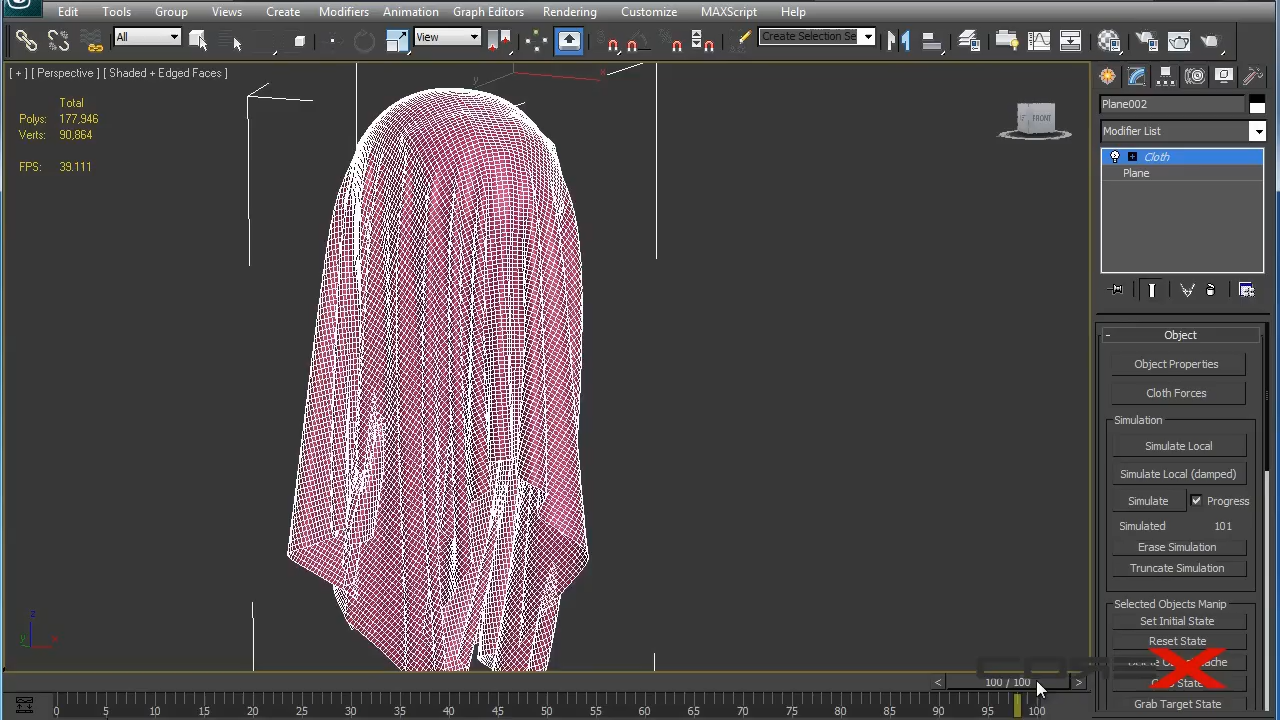 Edit Tools Group Views Create Modifiers Animation Graph Editors Rendering Customize MAXScript Help
All View Create Selection Se
[ + ] [ Perspective ] [ Shaded + Edged Faces ]
Total
Polys: 177,946
Verts: 90,864
FPS: 39.111
y x
FRONT
Plane002
Modifier List
Cloth
Plane
Object
Object Properties
Cloth Forces
Simulation
Simulate Local
Simulate Local (damped)
Simulate Progress
Simulated 101
Erase Simulation
Truncate Simulation
Selected Objects Manip
Set Initial State
Reset State
Grab Target State
z
y x
< 100 / 100 >
0 5 10 15 20 25 30 35 40 45 50 55 60 65 70 75 80 85 90 95 100